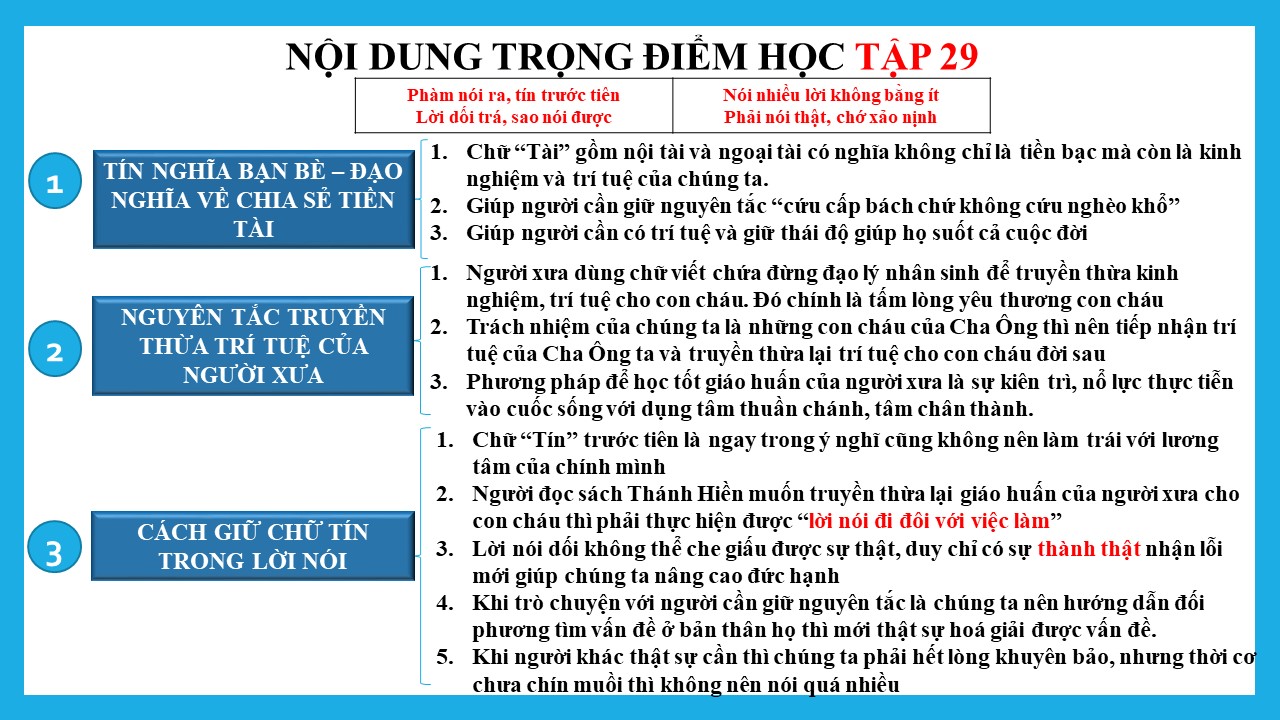 NỘI DUNG TRỌNG ĐIỂM HỌC TẬP 29
Phàm nói ra, tín trước tiên
Lời dối trá, sao nói được
Nói nhiều lời không bằng ít
Phải nói thật, chớ xảo nịnh
1
TÍN NGHĨA BẠN BÈ – ĐẠO
NGHĨA VỀ CHIA SẺ TIỀN
TÀI
1. Chữ “Tài” gồm nội tài và ngoại tài có nghĩa không chỉ là tiền bạc mà còn là kinh
nghiệm và trí tuệ của chúng ta.
2. Giúp người cần giữ nguyên tắc “cứu cấp bách chứ không cứu nghèo khổ”
3. Giúp người cần có trí tuệ và giữ thái độ giúp họ suốt cả cuộc đời
2
NGUYÊN TẮC TRUYỀN
THỪA TRÍ TUỆ CỦA
NGƯỜI XƯA
1. Người xưa dùng chữ viết chứa đừng đạo lý nhân sinh để truyền thừa kinh
nghiệm, trí tuệ cho con cháu. Đó chính là tấm lòng yêu thương con cháu
2. Trách nhiệm của chúng ta là những con cháu của Cha Ông thì nên tiếp nhận trí
tuệ của Cha Ông ta và truyền thừa lại trí tuệ cho con cháu đời sau
3. Phương pháp để học tốt giáo huấn của người xưa là sự kiên trì, nổ lực thực tiễn
vào cuốc sống với dụng tâm thuần chánh, tâm chân thành.
3
CÁCH GIỮ CHỮ TÍN
TRONG LỜI NÓI
1. Chữ “Tín” trước tiên là ngay trong ý nghĩ cũng không nên làm trái với lương
tâm của chính mình
2. Người đọc sách Thánh Hiền muốn truyền thừa lại giáo huấn của người xưa cho
con cháu thì phải thực hiện được “lời nói đi đôi với việc làm”
3. Lời nói dối không thể che giấu được sự thật, duy chỉ có sự thành thật nhận lỗi
mới giúp chúng ta nâng cao đức hạnh
4. Khi trò chuyện với người cần giữ nguyên tắc là chúng ta nên hướng dẫn đối
phương tìm vấn đề ở bản thân họ thì mới thật sự hoá giải được vấn đề.
5. Khi người khác thật sự cần thì chúng ta phải hết lòng khuyên bảo, nhưng thời cơ
chưa chín muồi thì không nên nói quá nhiều